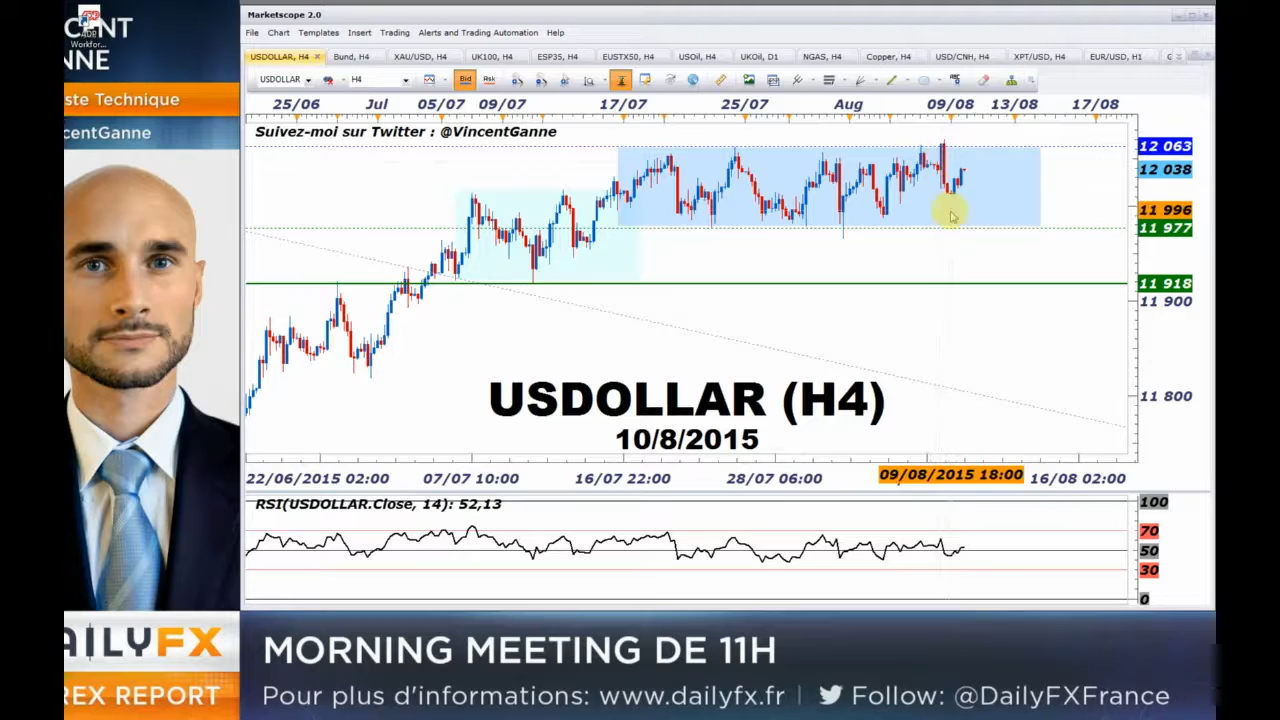 CENT
NNE
Workfor...
ste Technique
centGanne
Marketscope 2.0
File Chart Templates Insert Trading Alerts and Trading Automation Help
USDOLLAR, H4 Bund, H4 XAU/USD, H4 UK100, H4 ESP35, H4 EUSTX50, H4 USOil, H4 UKOil, D1 NGAS, H4 Copper, H4 USD/CNH, H4 XPT/USD, H4 EUR/USD, H1
USDOLLAR H4 Bid Rsk
25/06 Jul 05/07 09/07 17/07 25/07 Aug 09/08 13/08 17/08
Suivez-moi sur Twitter : @VincentGanne
12 063
12 038
11 996
11 977
11 918
11 900
11 800
USDOLLAR (H4)
10/8/2015
22/06/2015 02:00 07/07 10:00 16/07 22:00 28/07 06:00 09/08/2015 18:00 16/08 02:00
RSI(USDOLLAR.Close, 14): 52,13
100
70
50
30
0
AILYFX
REX REPORT
MORNING MEETING DE 11H
Pour plus d'informations: www.dailyfx.fr | Follow: @DailyFXFrance